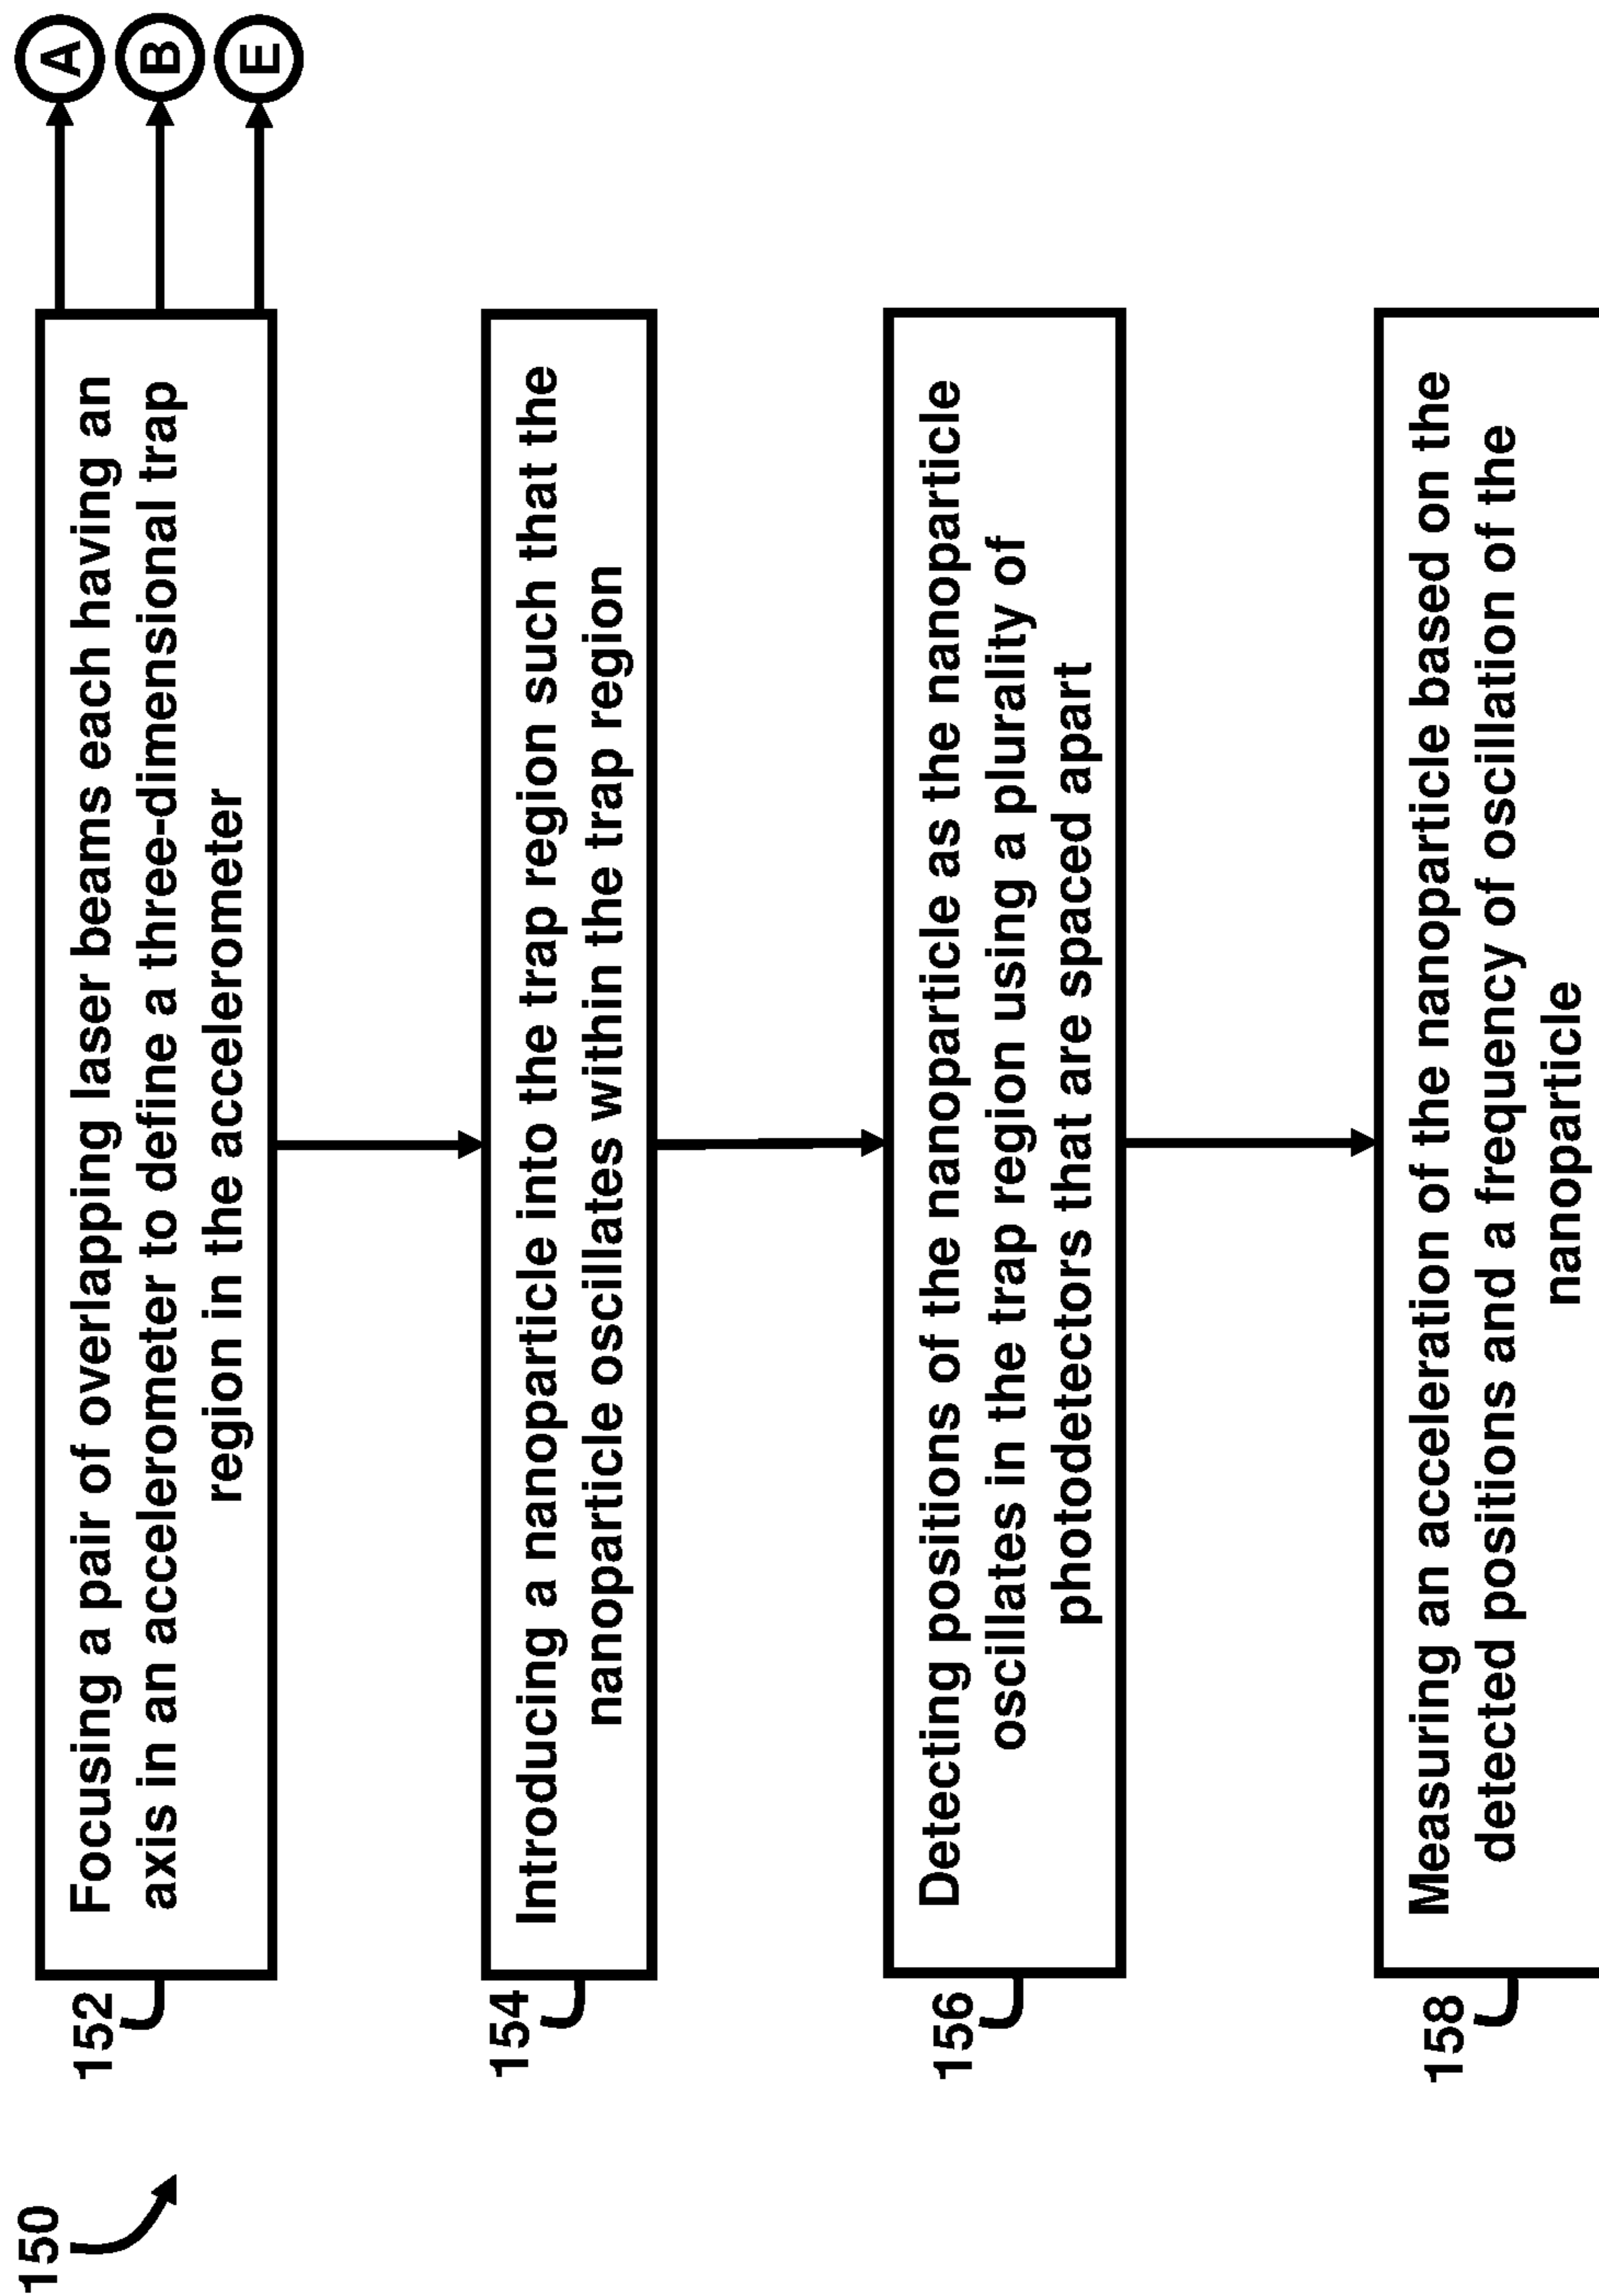 150
152
Focusing a pair of overlapping laser beams each having an
axis in an accelerometer to define a three-dimensional trap
region in the accelerometer
A
B
E
154
Introducing a nanoparticle into the trap region such that the
nanoparticle oscillates within the trap region
156
Detecting positions of the nanoparticle as the nanoparticle
oscillates in the trap region using a plurality of
photodetectors that are spaced apart
158
Measuring an acceleration of the nanoparticle based on the
detected positions and a frequency of oscillation of the
nanoparticle